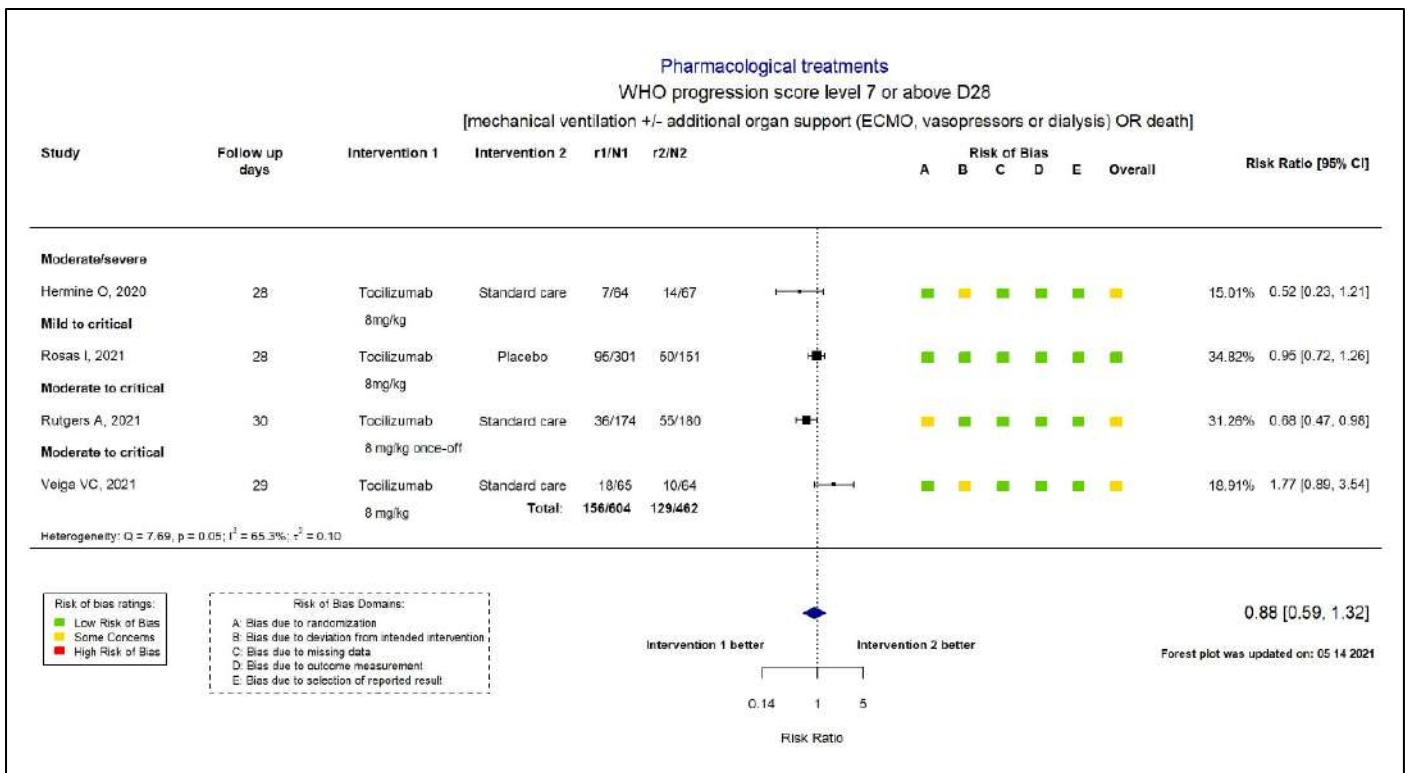 Pharmacological treatments
WHO progression score level 7 or above D28
[mechanical ventilation +/- additional organ support (ECMO, vasopressors or dialysis) OR death]
Study Follow up days Intervention 1 Intervention 2 r1/N1 r2/N2 Risk of Bias Risk Ratio [95% CI]
A B C D E Overall
Moderate/severe
Hermine O, 2020 28 Tocilizumab Standard care 7/64 14/67 15.01% 0.52 [0.23, 1.21]
Mild to critical 8mg/kg
Rosas I, 2021 28 Tocilizumab Placebo 95/301 50/151 34.82% 0.95 [0.72, 1.26]
Moderate to critical 8mg/kg
Rutgers A, 2021 30 Tocilizumab Standard care 36/174 55/180 31.26% 0.68 [0.47, 0.98]
Moderate to critical 8 mg/kg once-off
Veiga VC, 2021 29 Tocilizumab Standard care 18/65 10/64 18.91% 1.77 [0.89, 3.54]
8 mg/kg Total: 156/604 129/462
Heterogeneity: Q = 7.69, p = 0.05; I² = 65.3%; τ² = 0.10
0.88 [0.59, 1.32]
Risk of bias ratings:
Low Risk of Bias
Some Concerns
High Risk of Bias
Risk of Bias Domains:
A: Bias due to randomization
B: Bias due to deviation from intended intervention
C: Bias due to missing data
D: Bias due to outcome measurement
E: Bias due to selection of reported result
Intervention 1 better Intervention 2 better
Forest plot was updated on: 05 14 2021
0.14 1 5
Risk Ratio